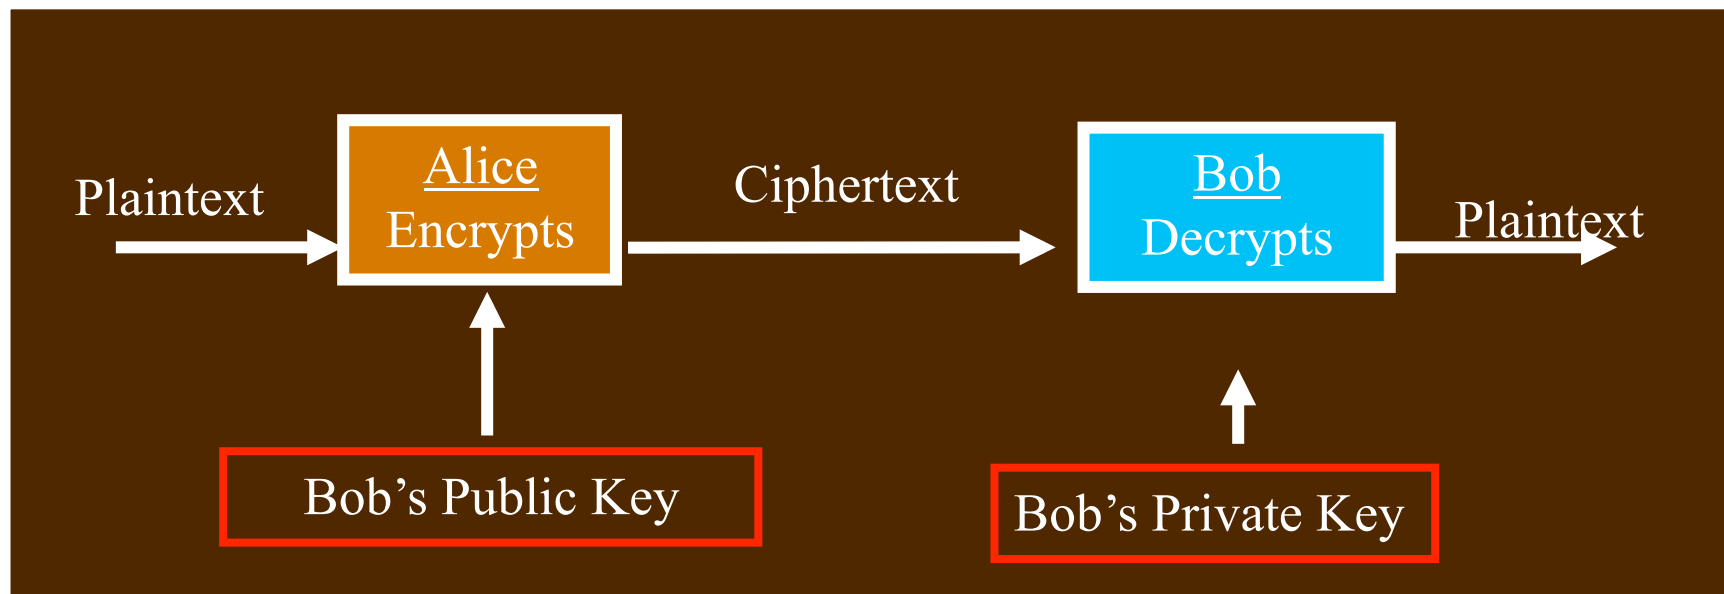 Plaintext
Alice
Encrypts
Ciphertext
Bob
Decrypts
Plaintext
Bob’s Public Key
Bob’s Private Key